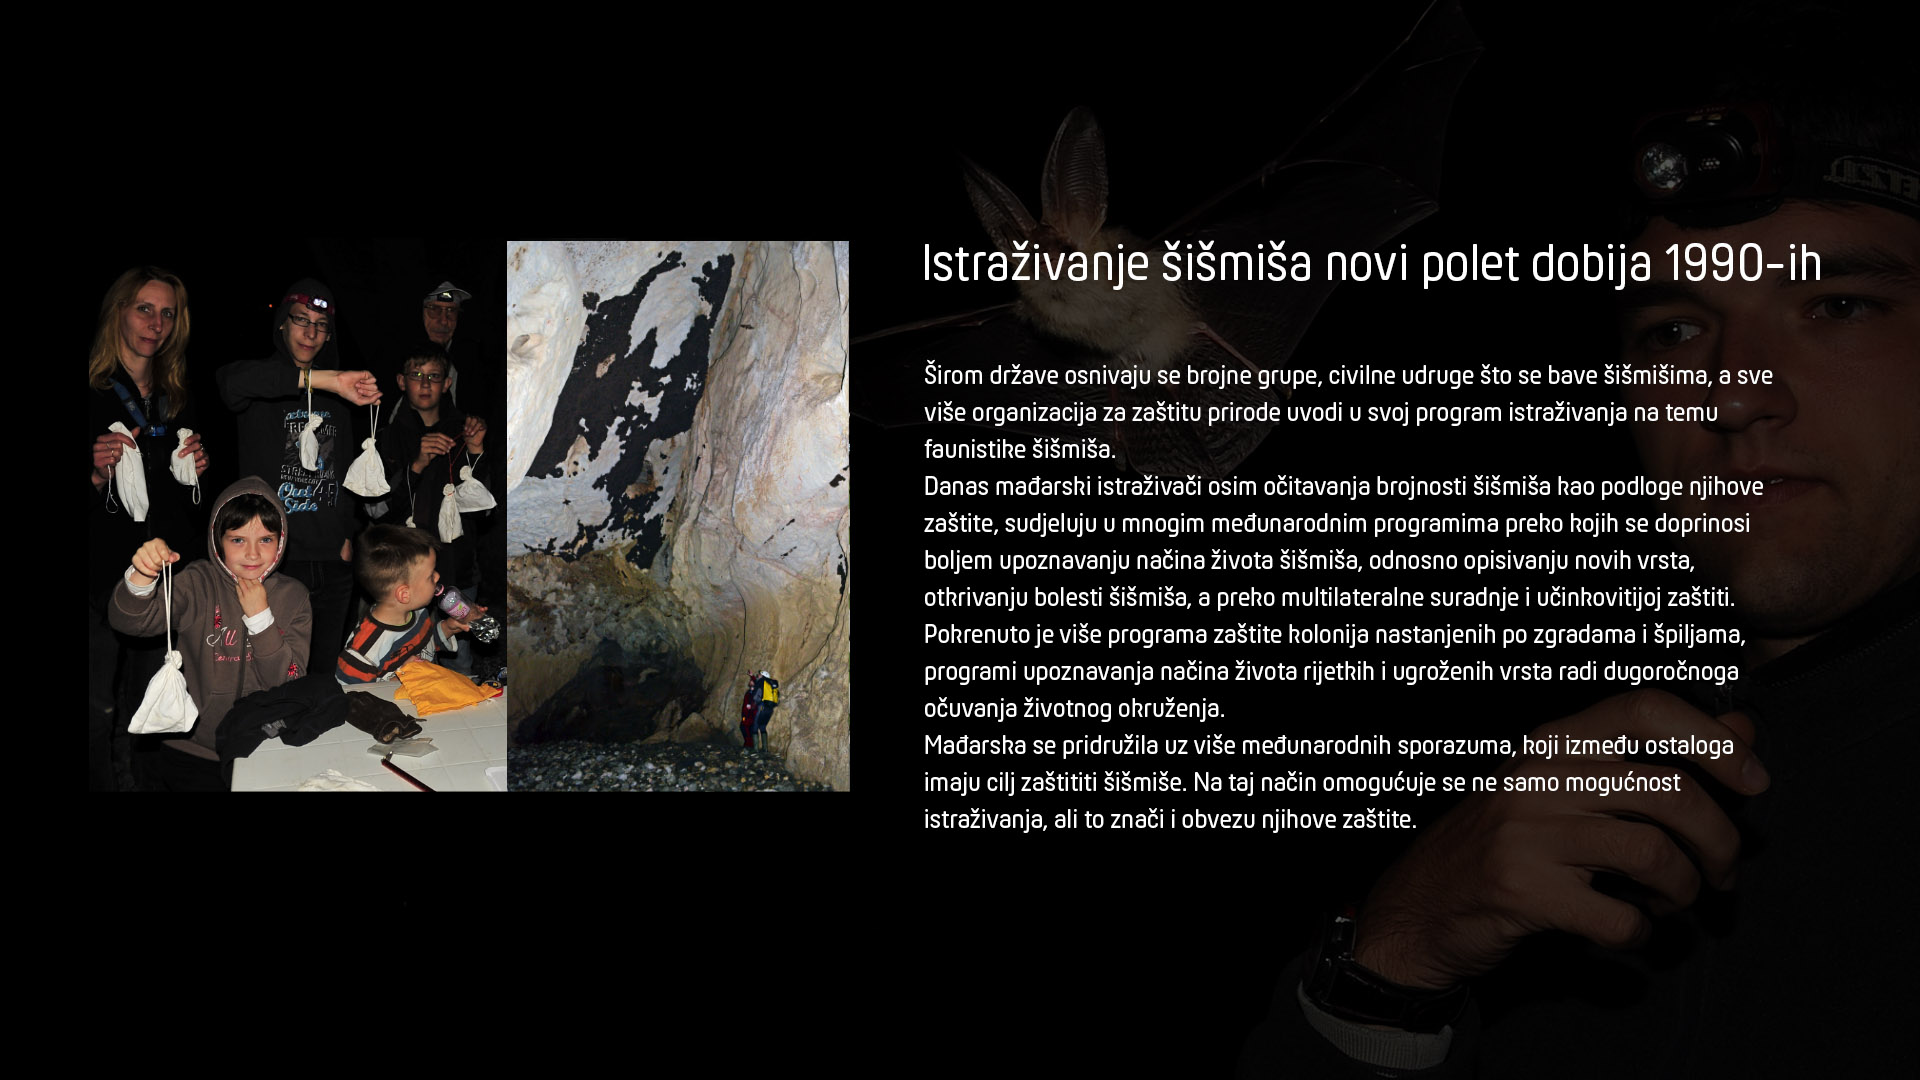 Istraživanje šišmiša novi polet dobija 1990-ih
Širom države osnivaju se brojne grupe, civilne udruge što se bave šišmišima, a sve
više organizacija za zaštitu prirode uvodi u svoj program istraživanja na temu
faunistike šišmiša.
Danas mađarski istraživači osim očitavanja brojnosti šišmiša kao podloge njihove
zaštite, sudjeluju u mnogim međunarodnim programima preko kojih se doprinosi
boljem upoznavanju načina života šišmiša, odnosno opisivanju novih vrsta,
otkrivanju bolesti šišmiša, a preko multilateralne suradnje i učinkovitijoj zaštiti.
Pokrenuto je više programa zaštite kolonija nastanjenih po zgradama i špiljama,
programi upoznavanja načina života rijetkih i ugroženih vrsta radi dugoročnoga
očuvanja životnog okruženja.
Mađarska se pridružila uz više međunarodnih sporazuma, koji između ostaloga
imaju cilj zaštititi šišmiše. Na taj način omogućuje se ne samo mogućnost
istraživanja, ali to znači i obvezu njihove zaštite.
Out
Side